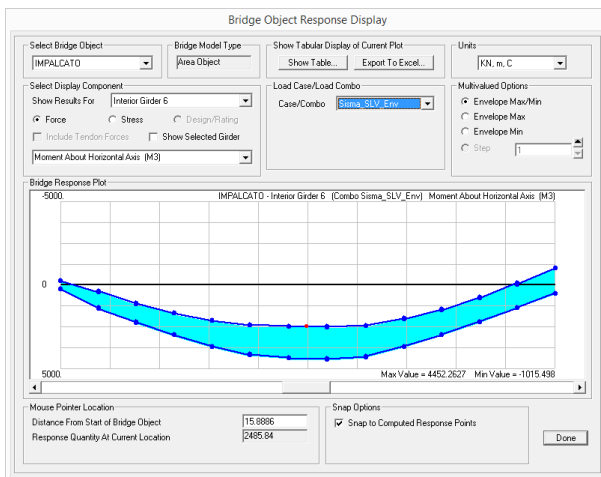 Bridge Object Response Display
Select Bridge Object
IMPALCATO
Bridge Model Type
Area Object
Show Tabular Display of Current Plot
Show Table...
Export To Excel...
Units
KN, m, C
Select Display Component
Show Results For
Interior Girder 6
Force
Stress
Design/Rating
Include Tendon Forces
Show Selected Girder
Moment About Horizontal Axis (M3)
Load Case/Load Combo
Case/Combo
Sisma_SLV_Env
Multivalued Options
Envelope Max/Min
Envelope Max
Envelope Min
Step
1
Bridge Response Plot
-5000.
IMPALCATO - Interior Girder 6 (Combo Sisma_SLV_Env) Moment About Horizontal Axis (M3)
0
5000.
Max Value = 4452.2627 Min Value = -1015.498
Mouse Pointer Location
Distance From Start of Bridge Object
15.8886
Response Quantity At Current Location
2485.84
Snap Options
Snap to Computed Response Points
Done